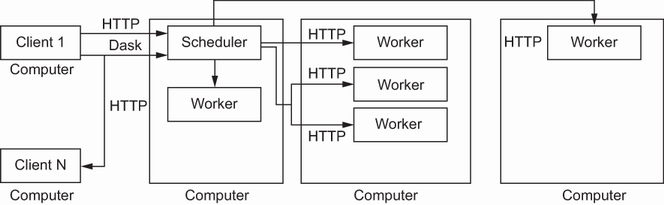 HTTP
Client 1
Dask
Computer
HTTP
Client N
Computer
Scheduler
Worker
Computer
HTTP
Worker
HTTP
Worker
HTTP
Worker
Computer
HTTP
Worker
Computer